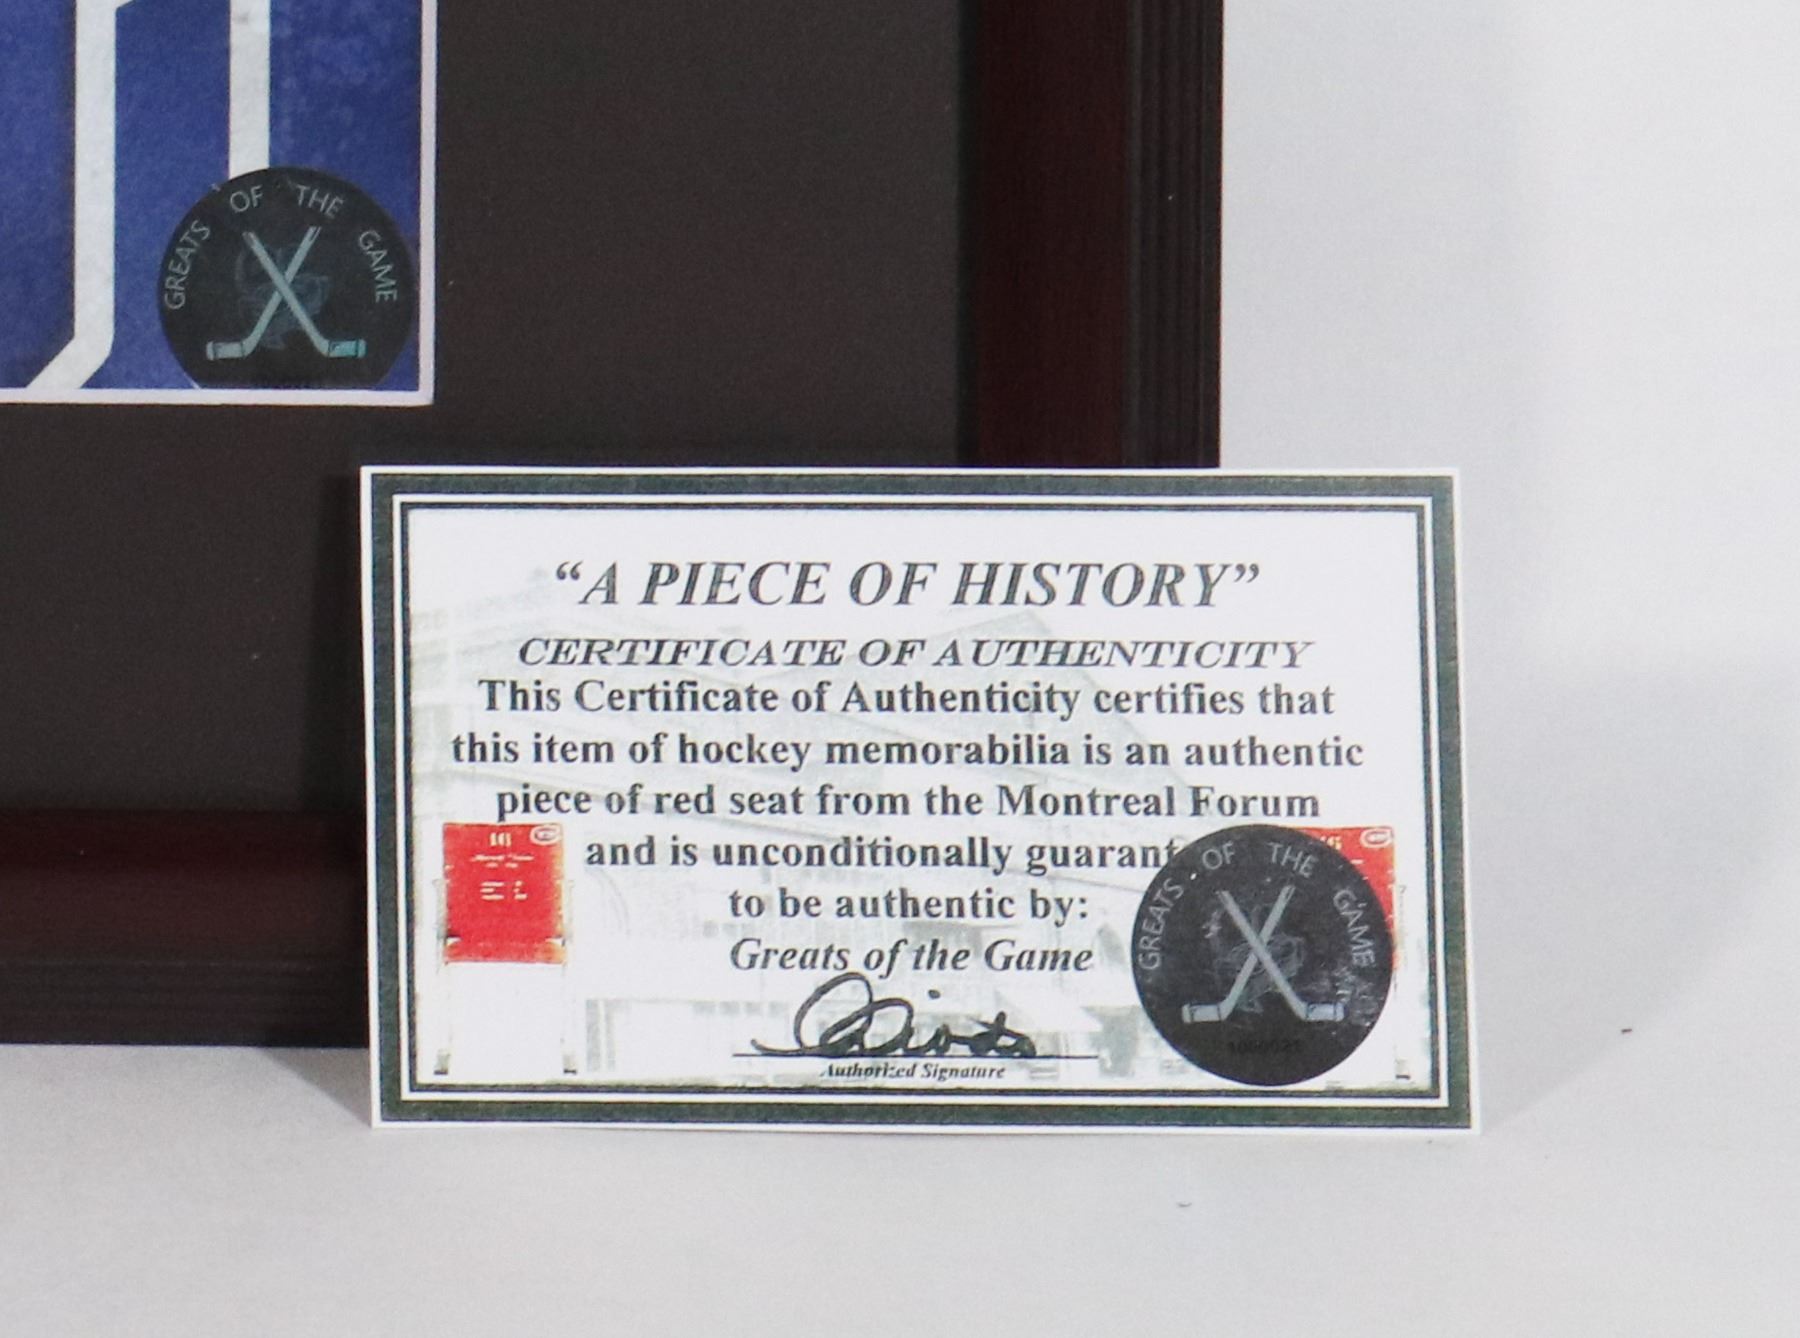 GREATS OF THE GAME
“A PIECE OF HISTORY”
CERTIFICATE OF AUTHENTICITY
This Certificate of Authenticity certifies that
this item of hockey memorabilia is an authentic
piece of red seat from the Montreal Forum
and is unconditionally guarant
to be authentic by:
Greats of the Game
Authorized Signature
GREATS OF THE GAME